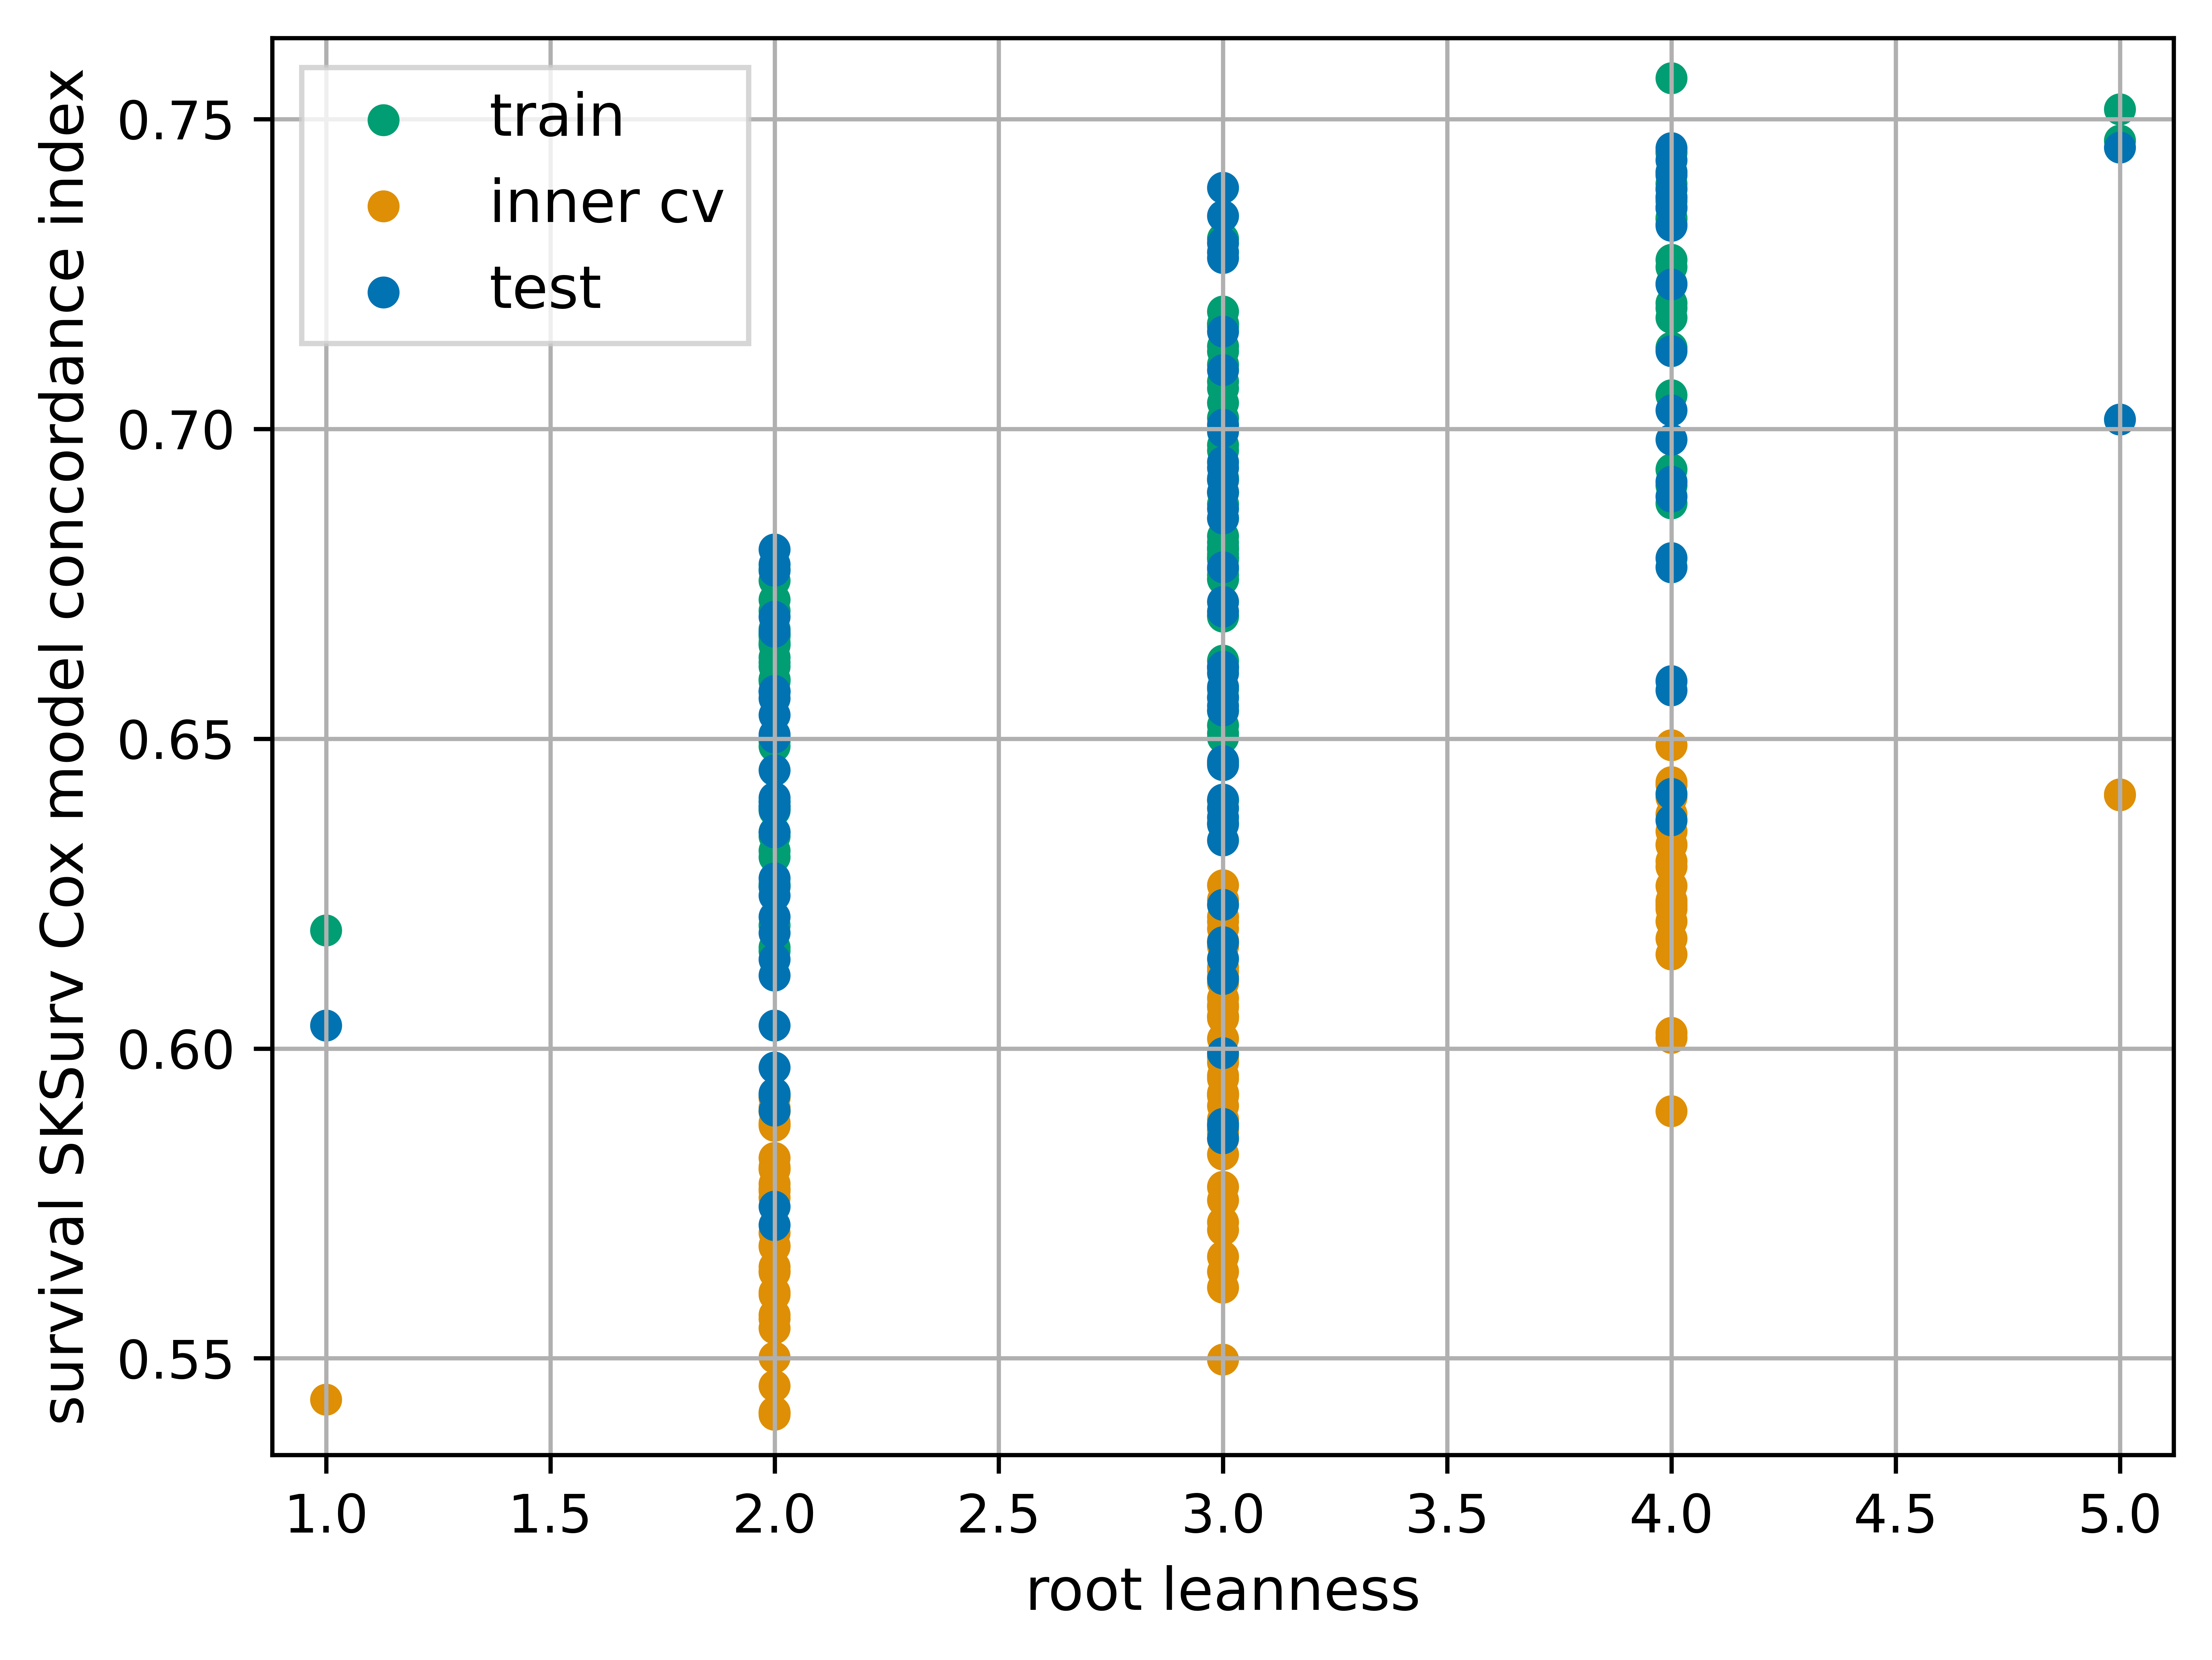 survival SKSurv Cox model concordance index
0.75
0.70
0.65
0.60
0.55
train
inner cv
test
1.0 1.5 2.0 2.5 3.0 3.5 4.0 4.5 5.0
root leanness